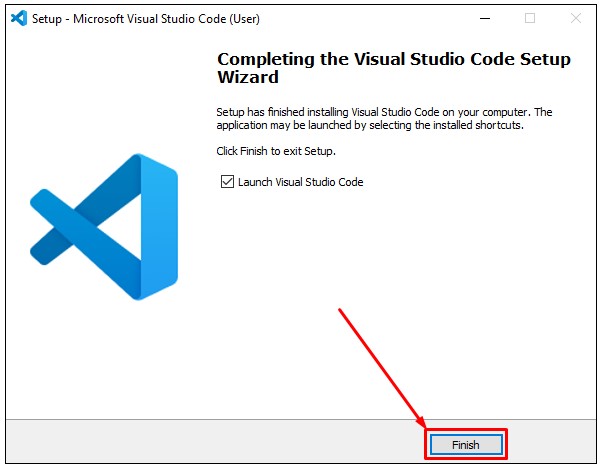 Setup - Microsoft Visual Studio Code (User)
Completing the Visual Studio Code Setup
Wizard
Setup has finished installing Visual Studio Code on your computer. The
application may be launched by selecting the installed shortcuts.
Click Finish to exit Setup.
Launch Visual Studio Code
Finish